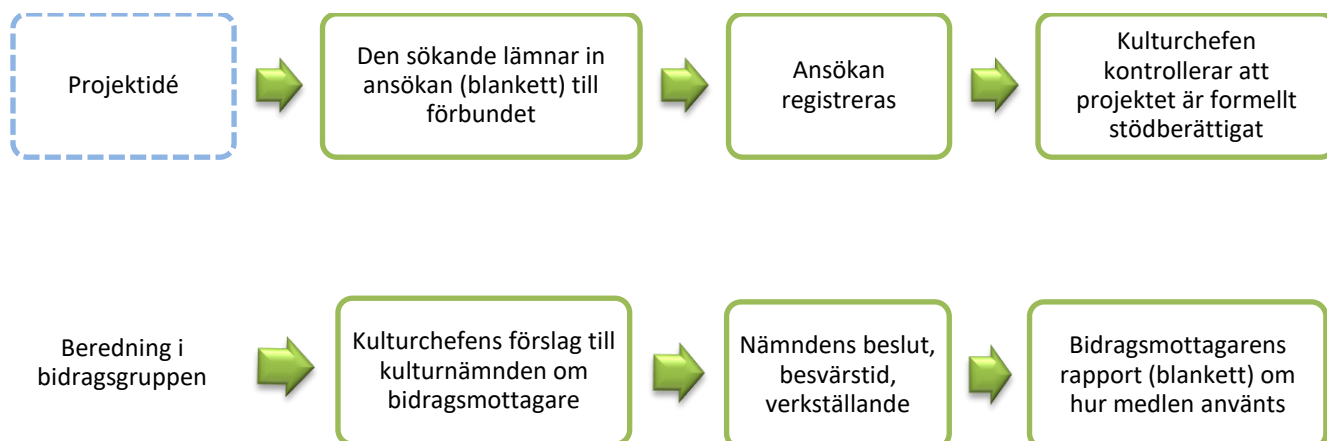 Projektidé
Den sökande lämnar in
ansökan (blankett) till
förbundet
Ansökan
registreras
Kulturchefen
kontrollerar att
projektet är formellt
stödberättigat
Beredning i
bidragsgruppen
Kulturchefens förslag till
kulturnämnden om
bidragsmottagare
Nämndens beslut,
besvärstid,
verkställande
Bidragsmottagarens
rapport (blankett) om
hur medlen använts